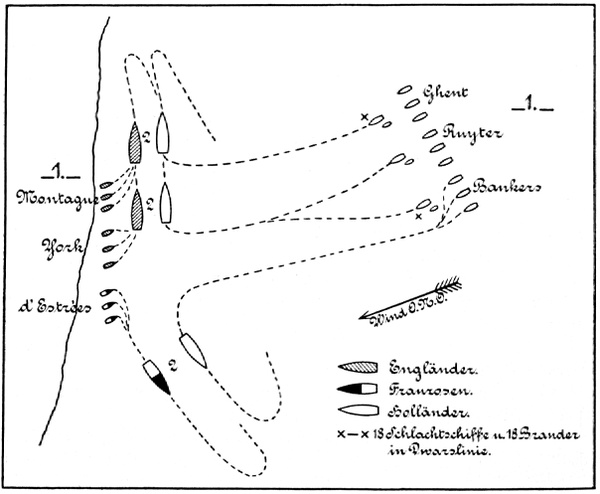 Ghent
1.
Ruyter
Bankers
1.
Montague
York
d'Estrées
2
2
2
Wind O.N.O.
Engländer.
Franzosen.
Holländer.
×—× 18 Schlachtschiffe u. 18 Brander
in Dwarslinie.